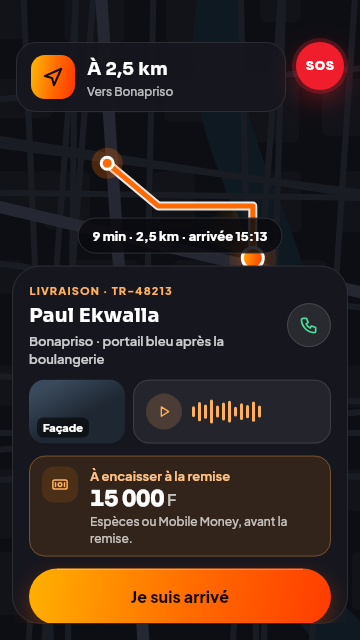 À 2,5 km
Vers Bonapriso
SOS
9 min · 2,5 km · arrivée 15:13
LIVRAISON · TR-48213
Paul Ekwalla
Bonapriso · portail bleu après la
boulangerie
Façade
À encaisser à la remise
15 000 F
Espèces ou Mobile Money, avant la
remise.
Je suis arrivé